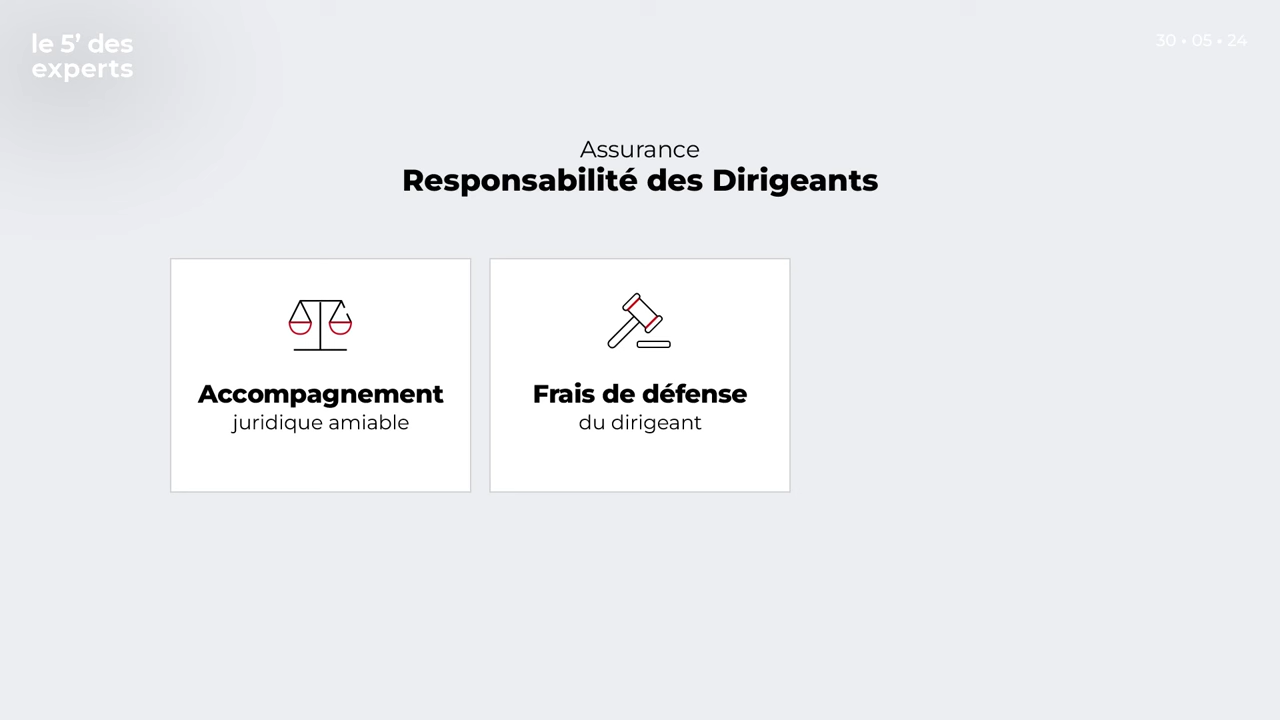 le 5’ des
experts
30 • 05 • 24
Assurance
Responsabilité des Dirigeants
Accompagnement
juridique amiable
Frais de défense
du dirigeant